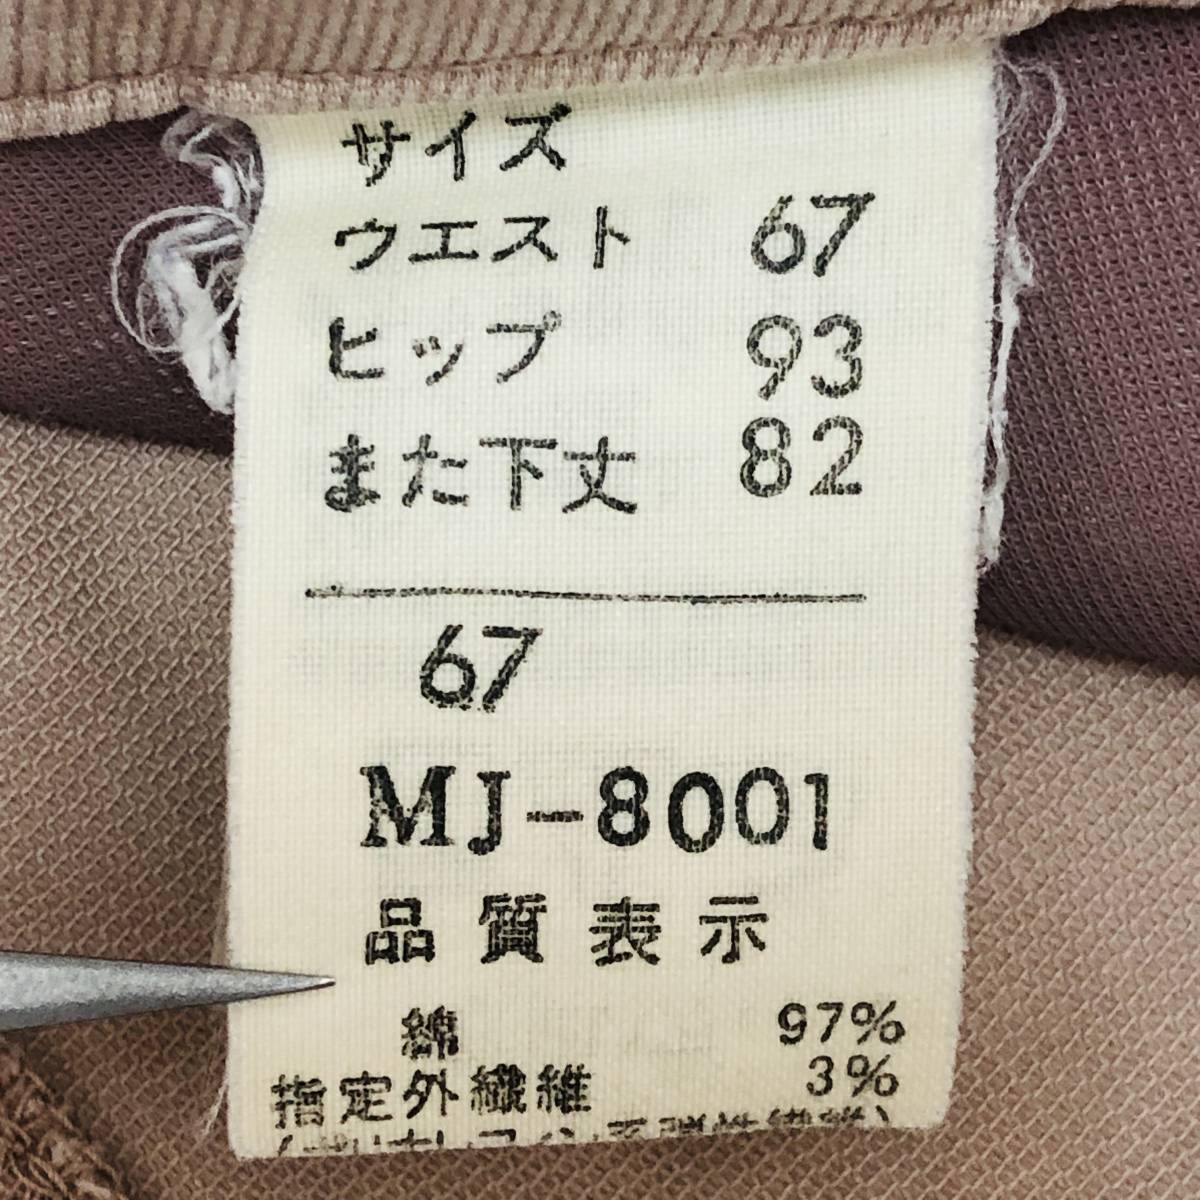 サイズ
ウエスト 67
ヒップ 93
また下丈 82
67
MJ-8001
品質表示
綿 97%
指定外繊維 3%